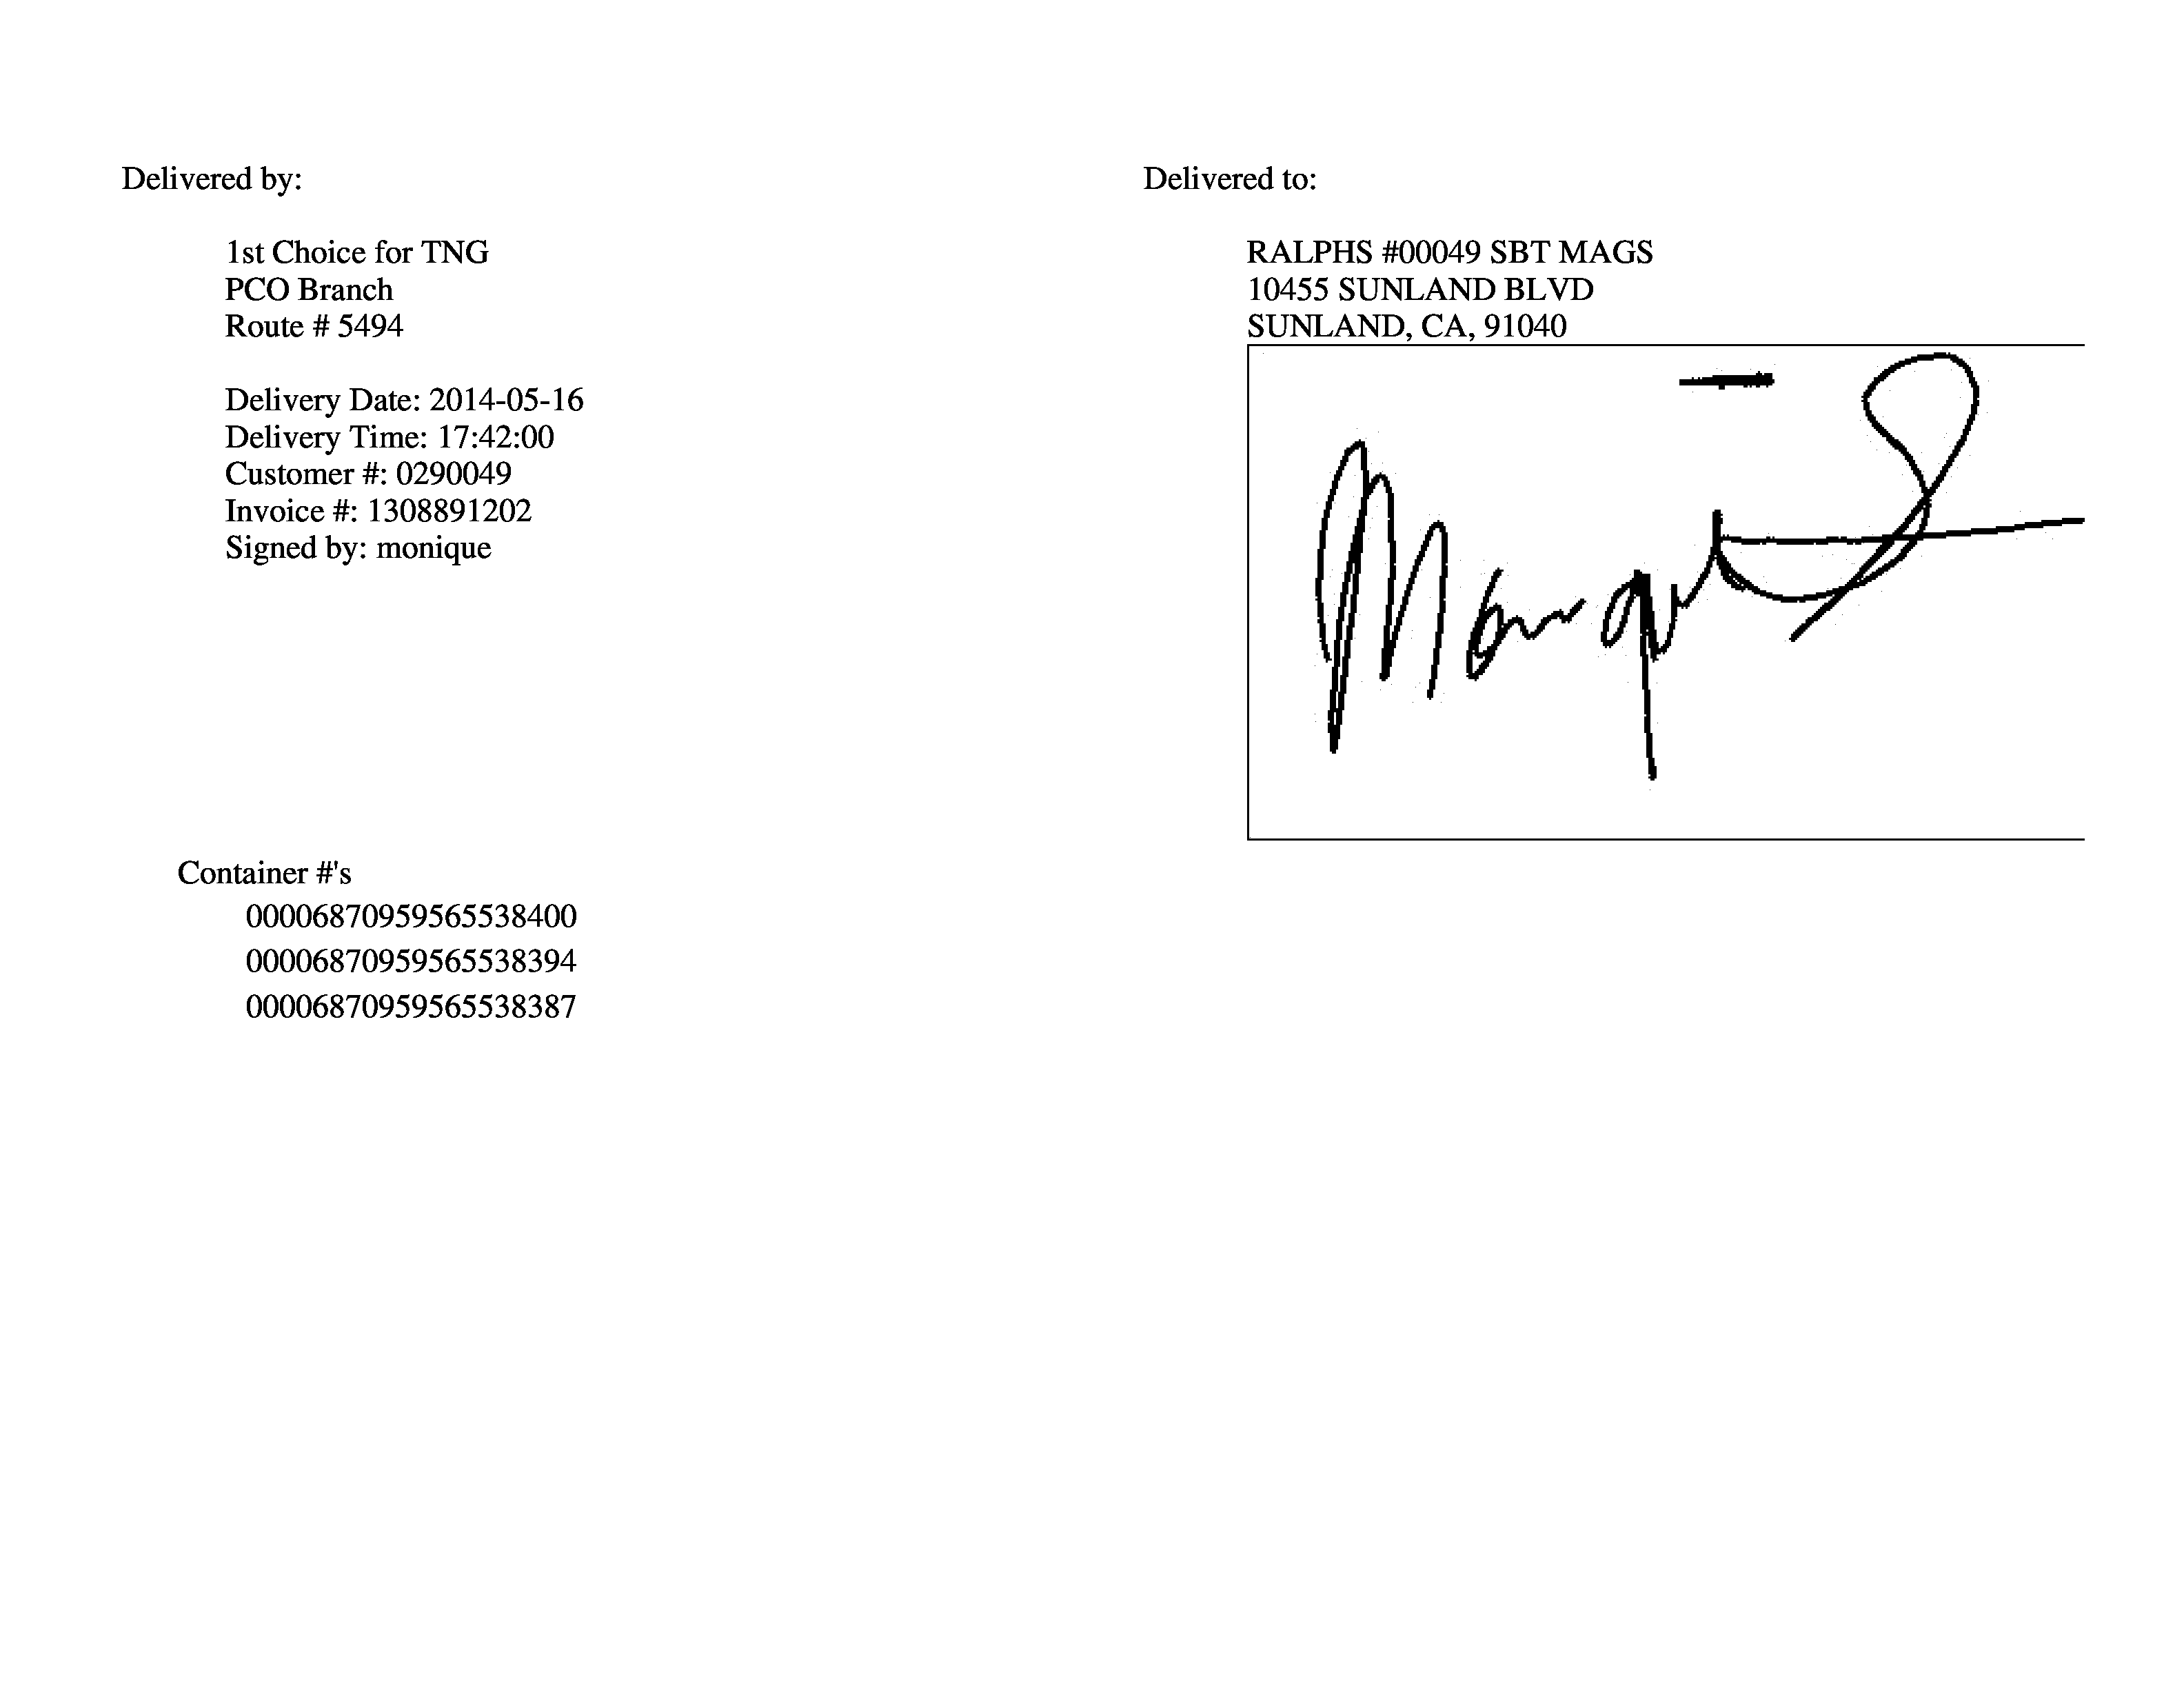 Delivered by:
1st Choice for TNG
PCO Branch
Route # 5494
Delivery Date: 2014-05-16
Delivery Time: 17:42:00
Customer #: 0290049
Invoice #: 1308891202
Signed by: monique
Delivered to:
RALPHS #00049 SBT MAGS
10455 SUNLAND BLVD
SUNLAND, CA, 91040
Container #'s
00006870959565538400
00006870959565538394
00006870959565538387